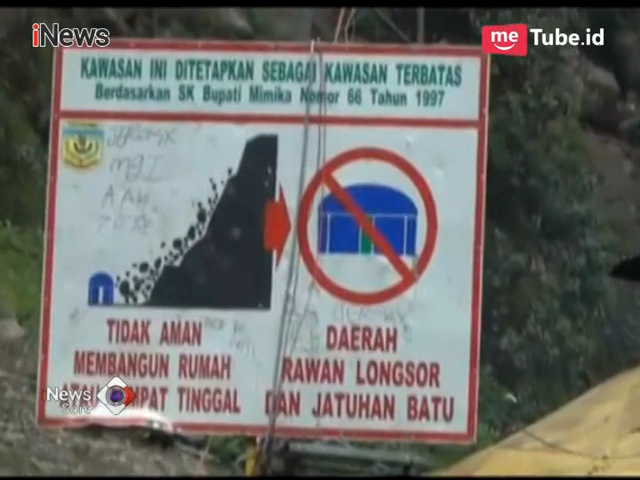 iNews
me Tube.id
KAWASAN INI DITETAPKAN SEBAGAI KAWASAN TERBATAS
Berdasarkan SK Bupati Mimika Nomor 66 Tahun 1997
TIDAK AMAN
MEMBANGUN RUMAH
TINGGAL
DAERAH
RAWAN LONGSOR
DAN JATUHAN BATU
News
Sore